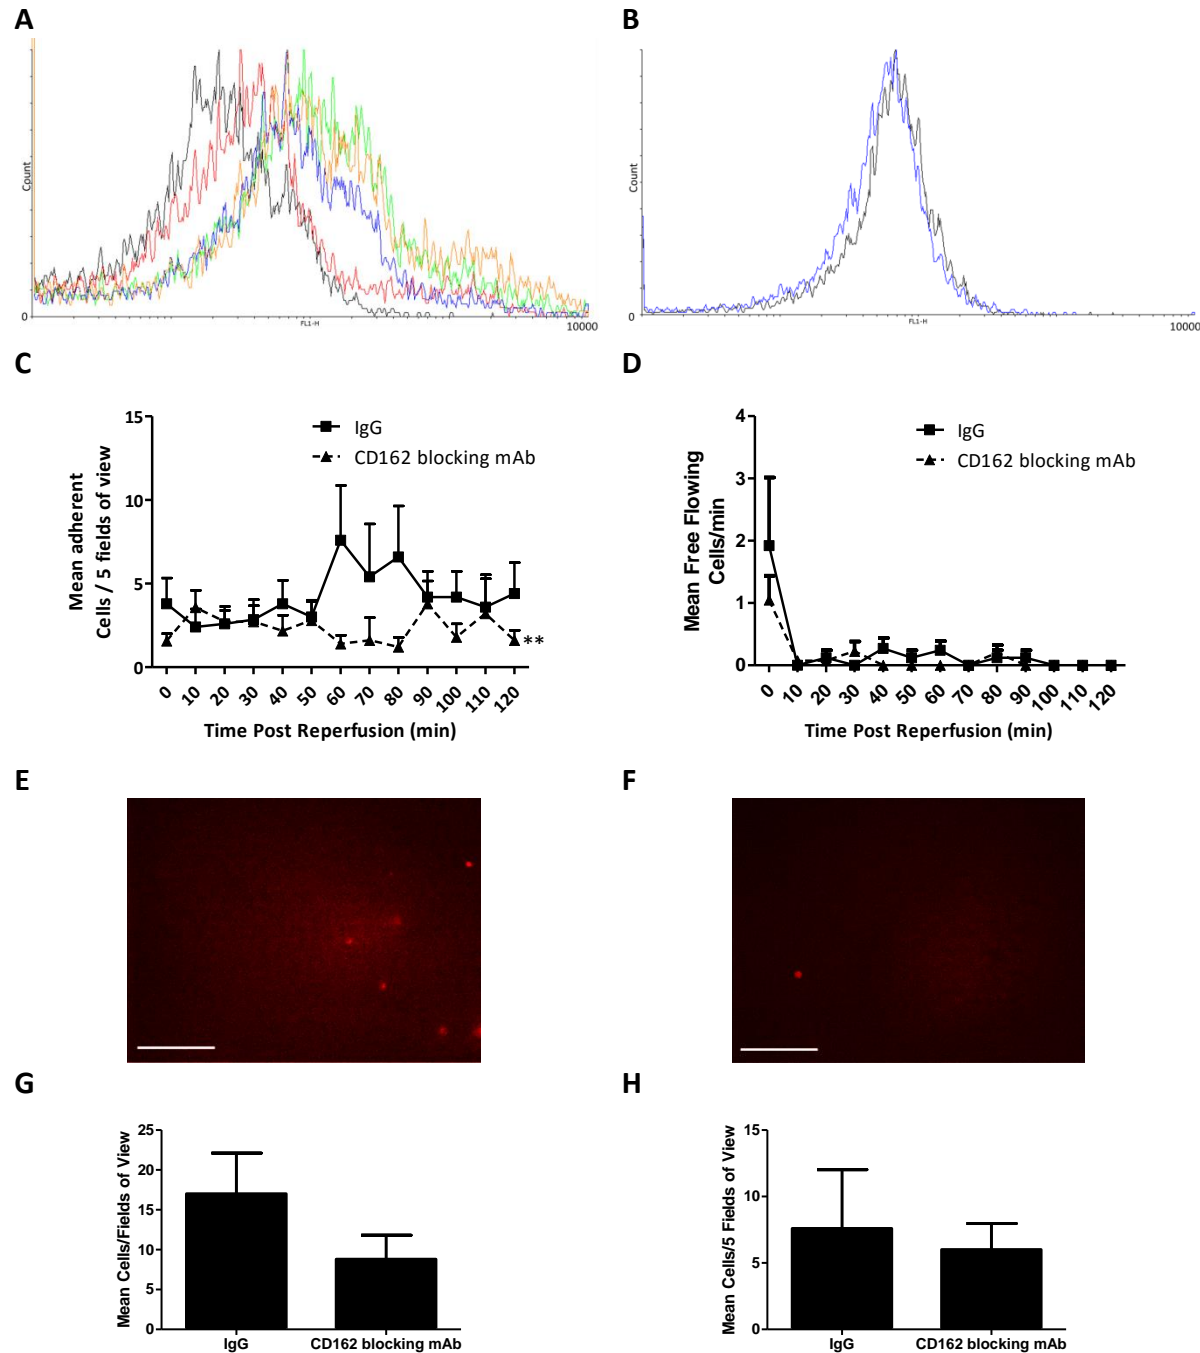 A
B
Count
0
FL1-H
10000
Count
0
FL1-H
10000
C
D
Mean adherent
Cells / 5 fields of view
15
10
5
0
IgG
CD162 blocking mAb
**
0 10 20 30 40 50 60 70 80 90 100 110 120
Time Post Reperfusion (min)
Mean Free Flowing
Cells/min
4
3
2
1
0
IgG
CD162 blocking mAb
0 10 20 30 40 50 60 70 80 90 100 110 120
Time Post Reperfusion (min)
E
F
G
H
Mean Cells/Fields of View
25
20
15
10
5
0
IgG CD162 blocking mAb
Mean Cells/5 Fields of View
15
10
5
0
IgG CD162 blocking mAb